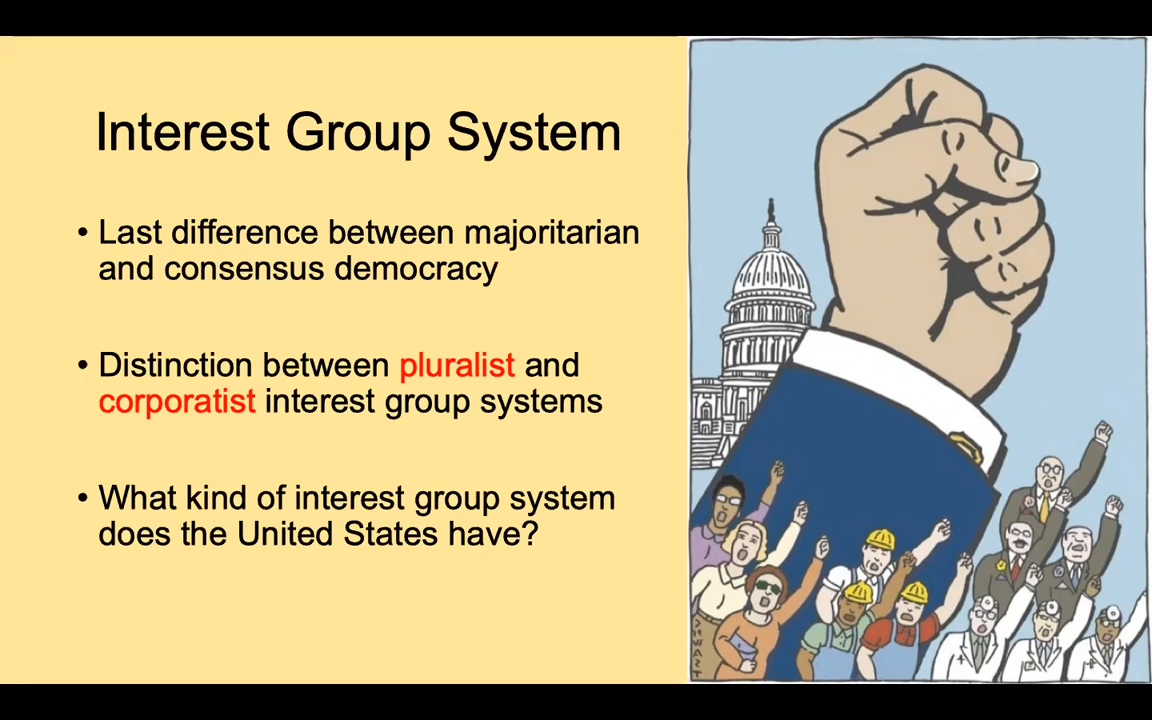 Interest Group System
• Last difference between majoritarian
and consensus democracy
• Distinction between pluralist and
corporatist interest group systems
• What kind of interest group system
does the United States have?